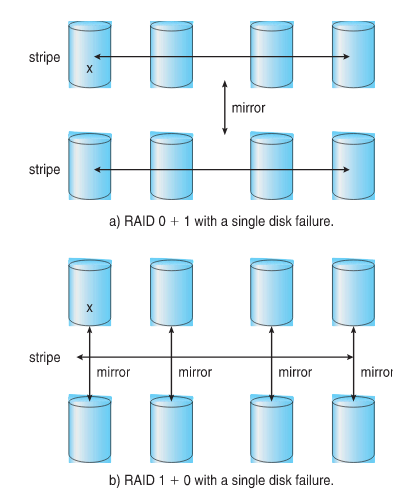 stripe
x
mirror
stripe
a) RAID 0 + 1 with a single disk failure.
x
stripe
mirror mirror mirror mirror
b) RAID 1 + 0 with a single disk failure.